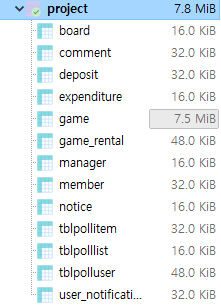 project 7.8 MiB
board 16.0 KiB
comment 32.0 KiB
deposit 32.0 KiB
expenditure 16.0 KiB
game 7.5 MiB
game_rental 48.0 KiB
manager 16.0 KiB
member 32.0 KiB
notice 16.0 KiB
tblpollitem 32.0 KiB
tblpolllist 16.0 KiB
tblpolluser 48.0 KiB
user_notificati... 32.0 KiB